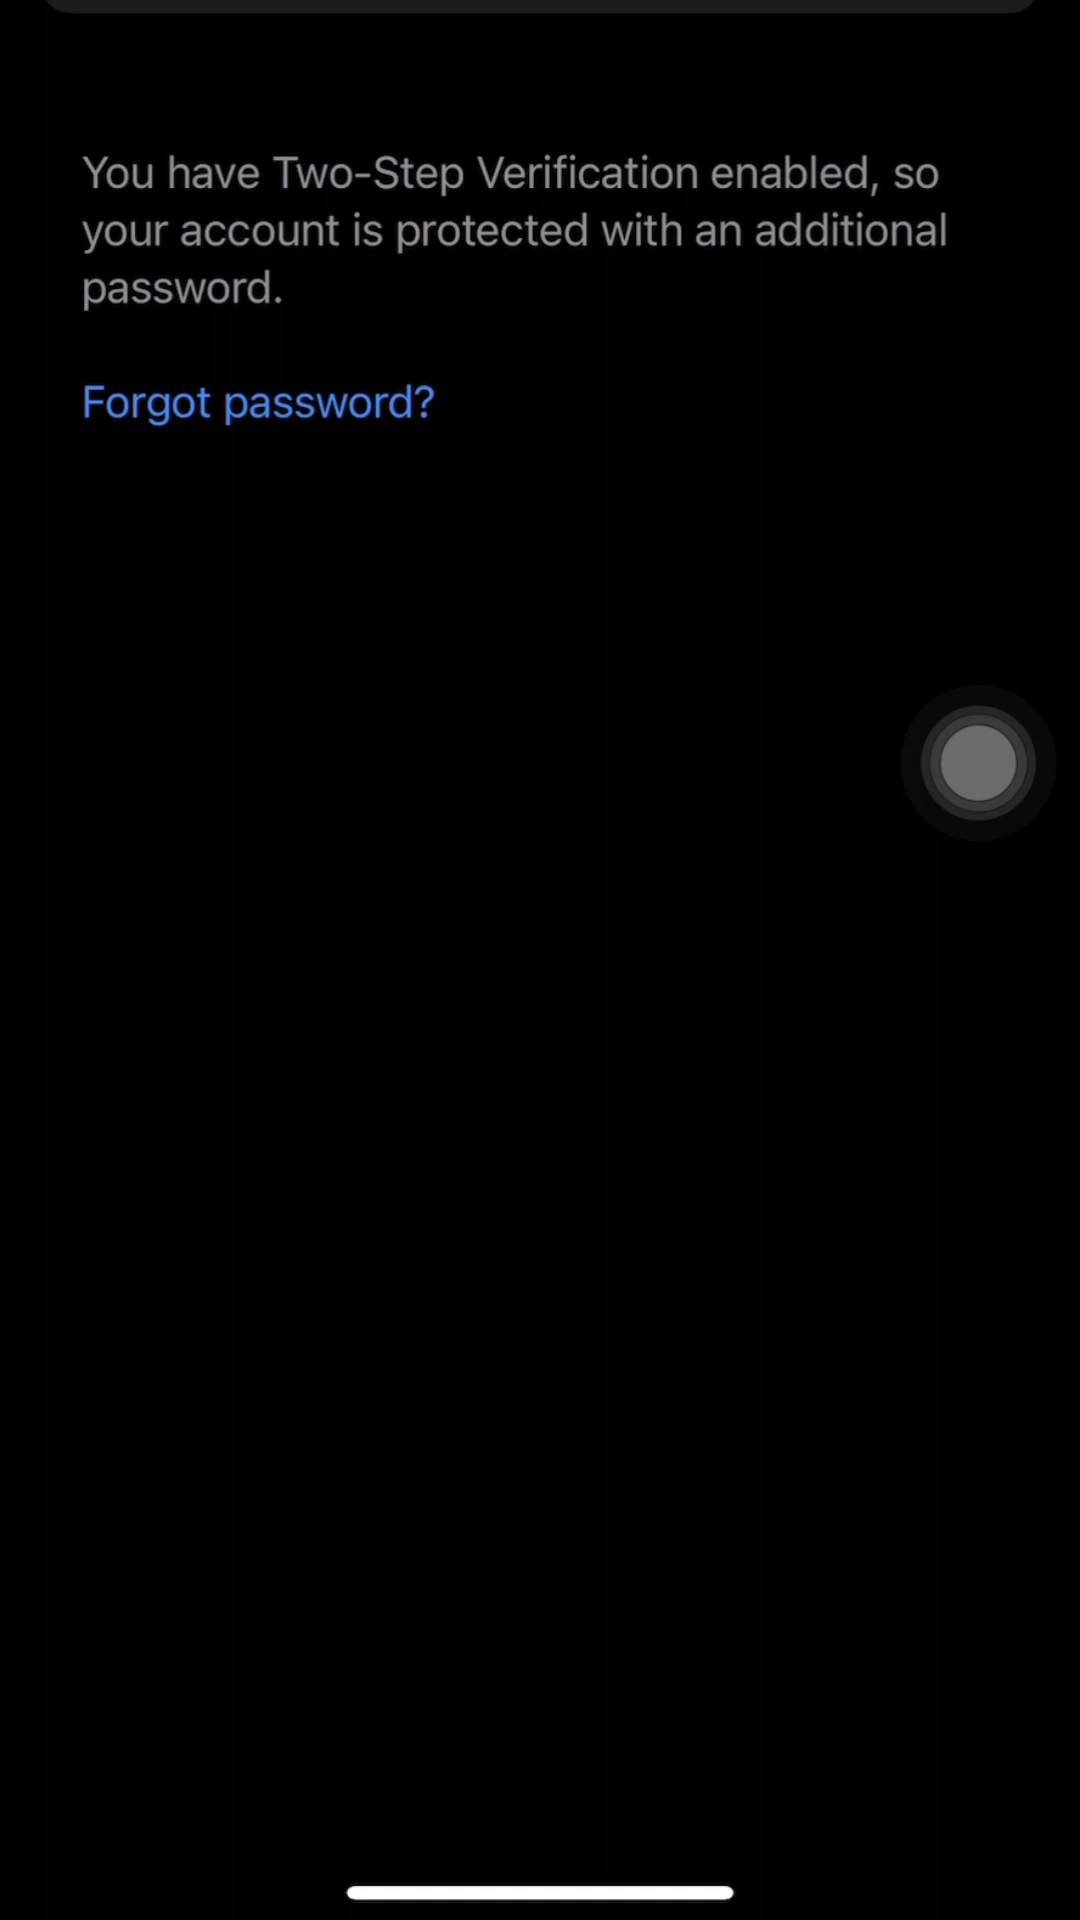 You have Two-Step Verification enabled, so
your account is protected with an additional
password.
Forgot password?